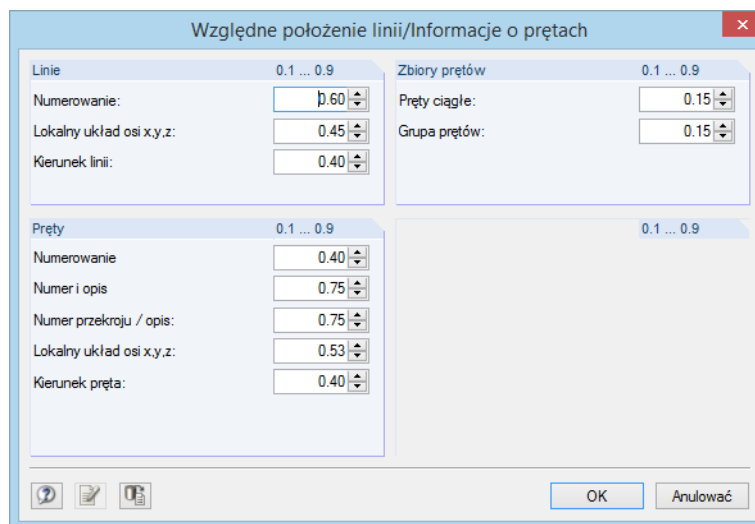 Względne położenie linii/Informacje o prętach
Linie 0.1 ... 0.9
Numerowanie: 0.60
Lokalny układ osi x,y,z: 0.45
Kierunek linii: 0.40
Zbiory prętów 0.1 ... 0.9
Pręty ciągłe: 0.15
Grupa prętów: 0.15
Pręty 0.1 ... 0.9
Numerowanie 0.40
Numer i opis 0.75
Numer przekroju / opis: 0.75
Lokalny układ osi x,y,z: 0.53
Kierunek pręta: 0.40
0.1 ... 0.9
OK Anulować